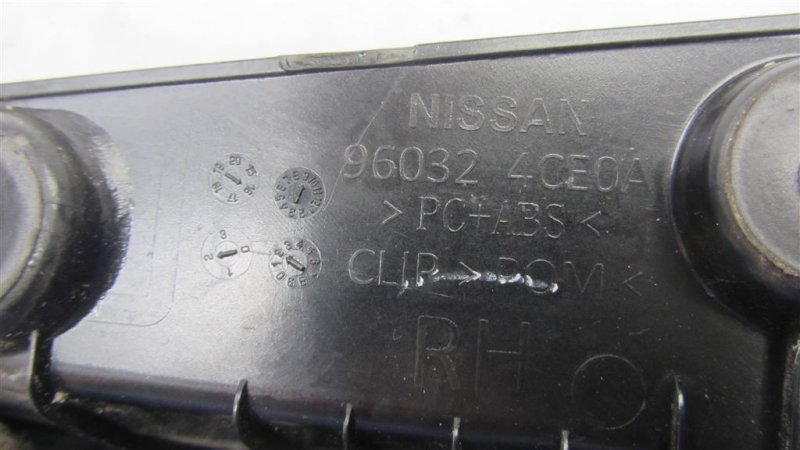 NISSAN
96032 4CE0A
> PC+ABS <
CLIP > POM <
RH